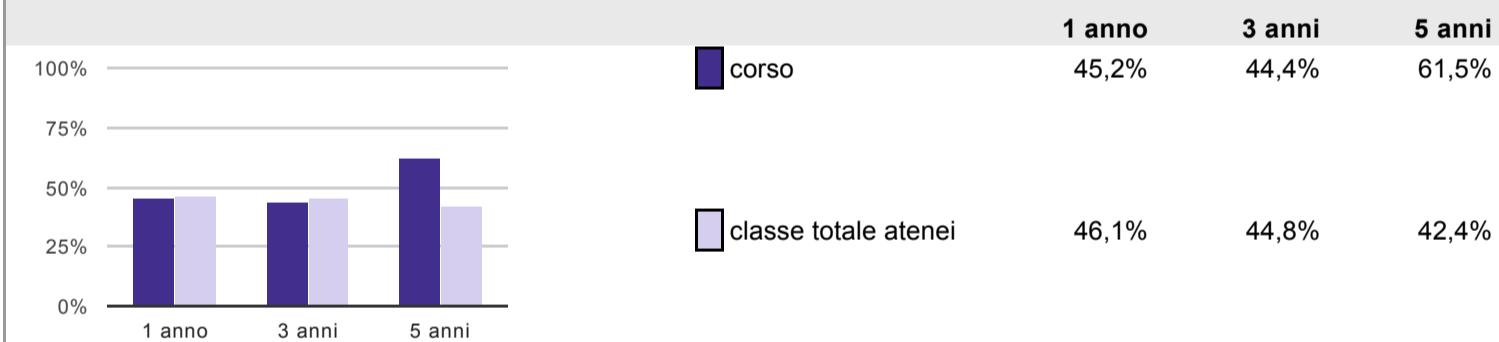 1 anno 3 anni 5 anni
100%
75%
50%
25%
0%
1 anno 3 anni 5 anni
corso 45,2% 44,4% 61,5%
classe totale atenei 46,1% 44,8% 42,4%